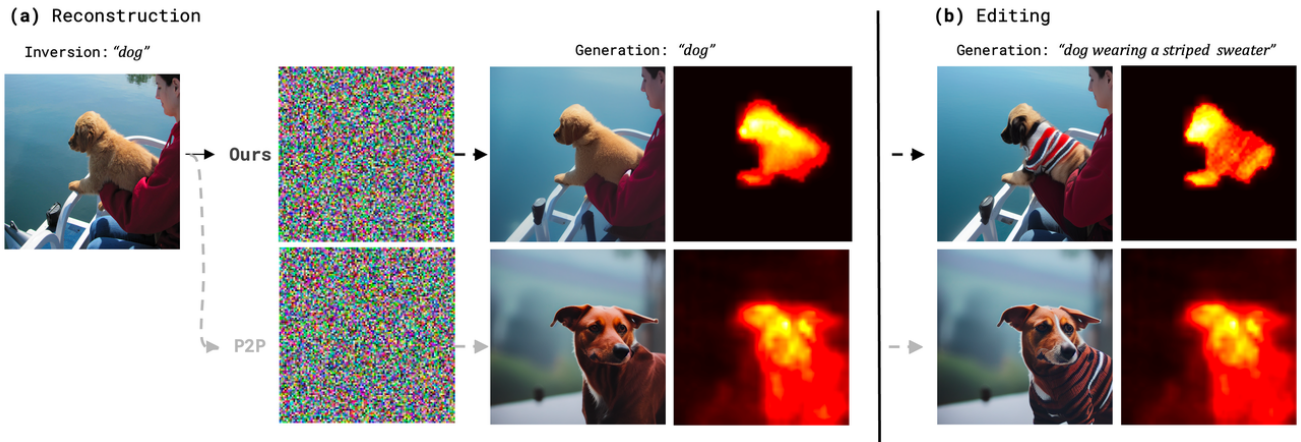 (a) Reconstruction
(b) Editing
Inversion: "dog"
Generation: "dog"
Generation: "dog wearing a striped sweater"
Ours
P2P